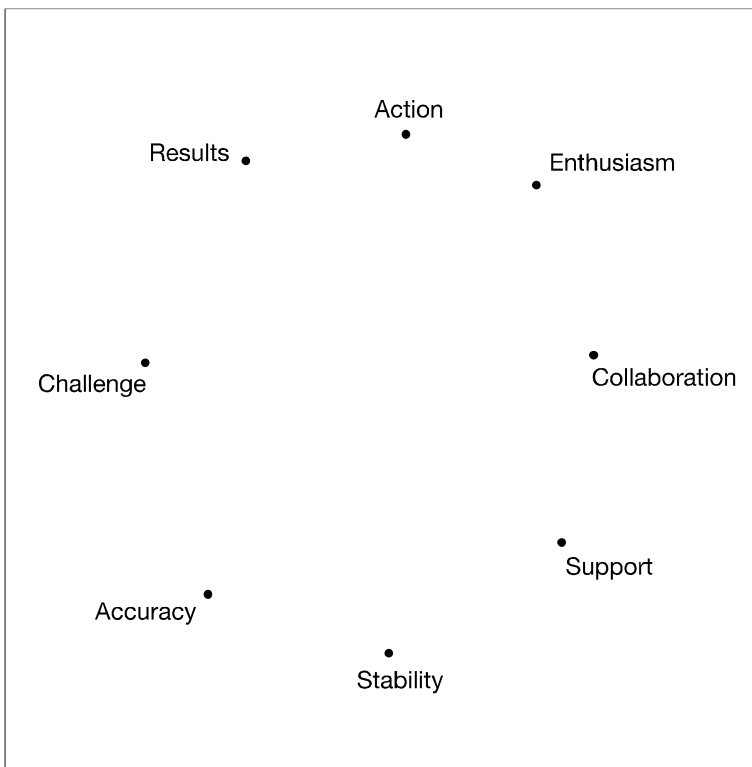 Action
Results
Enthusiasm
Challenge
Collaboration
Support
Accuracy
Stability